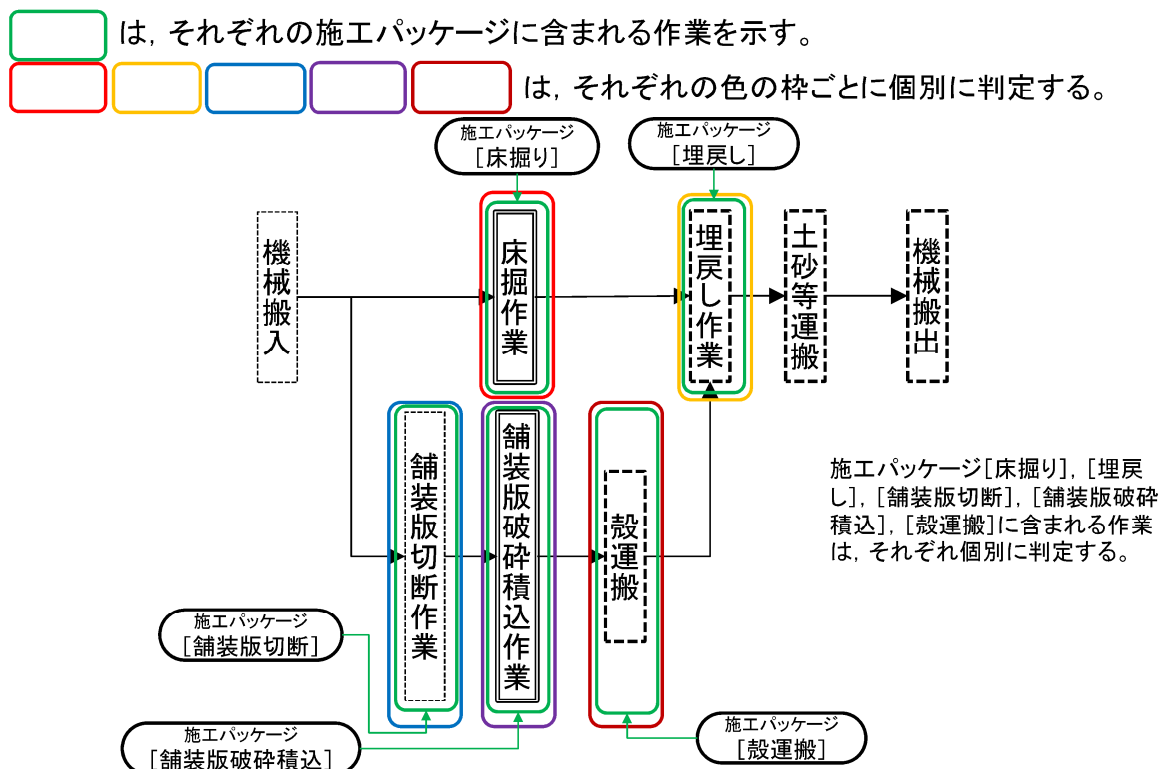 は，それぞれの施工パッケージに含まれる作業を示す。
は，それぞれの色の枠ごとに個別に判定する。
施工パッケージ
［床掘り］
施工パッケージ
［埋戻し］
機械搬入
床掘作業
埋戻し作業
土砂等運搬
機械搬出
舗装版切断作業
舗装版破砕積込作業
殻運搬
施工パッケージ［床掘り］，［埋戻
し］，［舗装版切断］，［舗装版破砕
積込］，［殻運搬］に含まれる作業
は，それぞれ個別に判定する。
施工パッケージ
［舗装版切断］
施工パッケージ
［舗装版破砕積込］
施工パッケージ
［殻運搬］